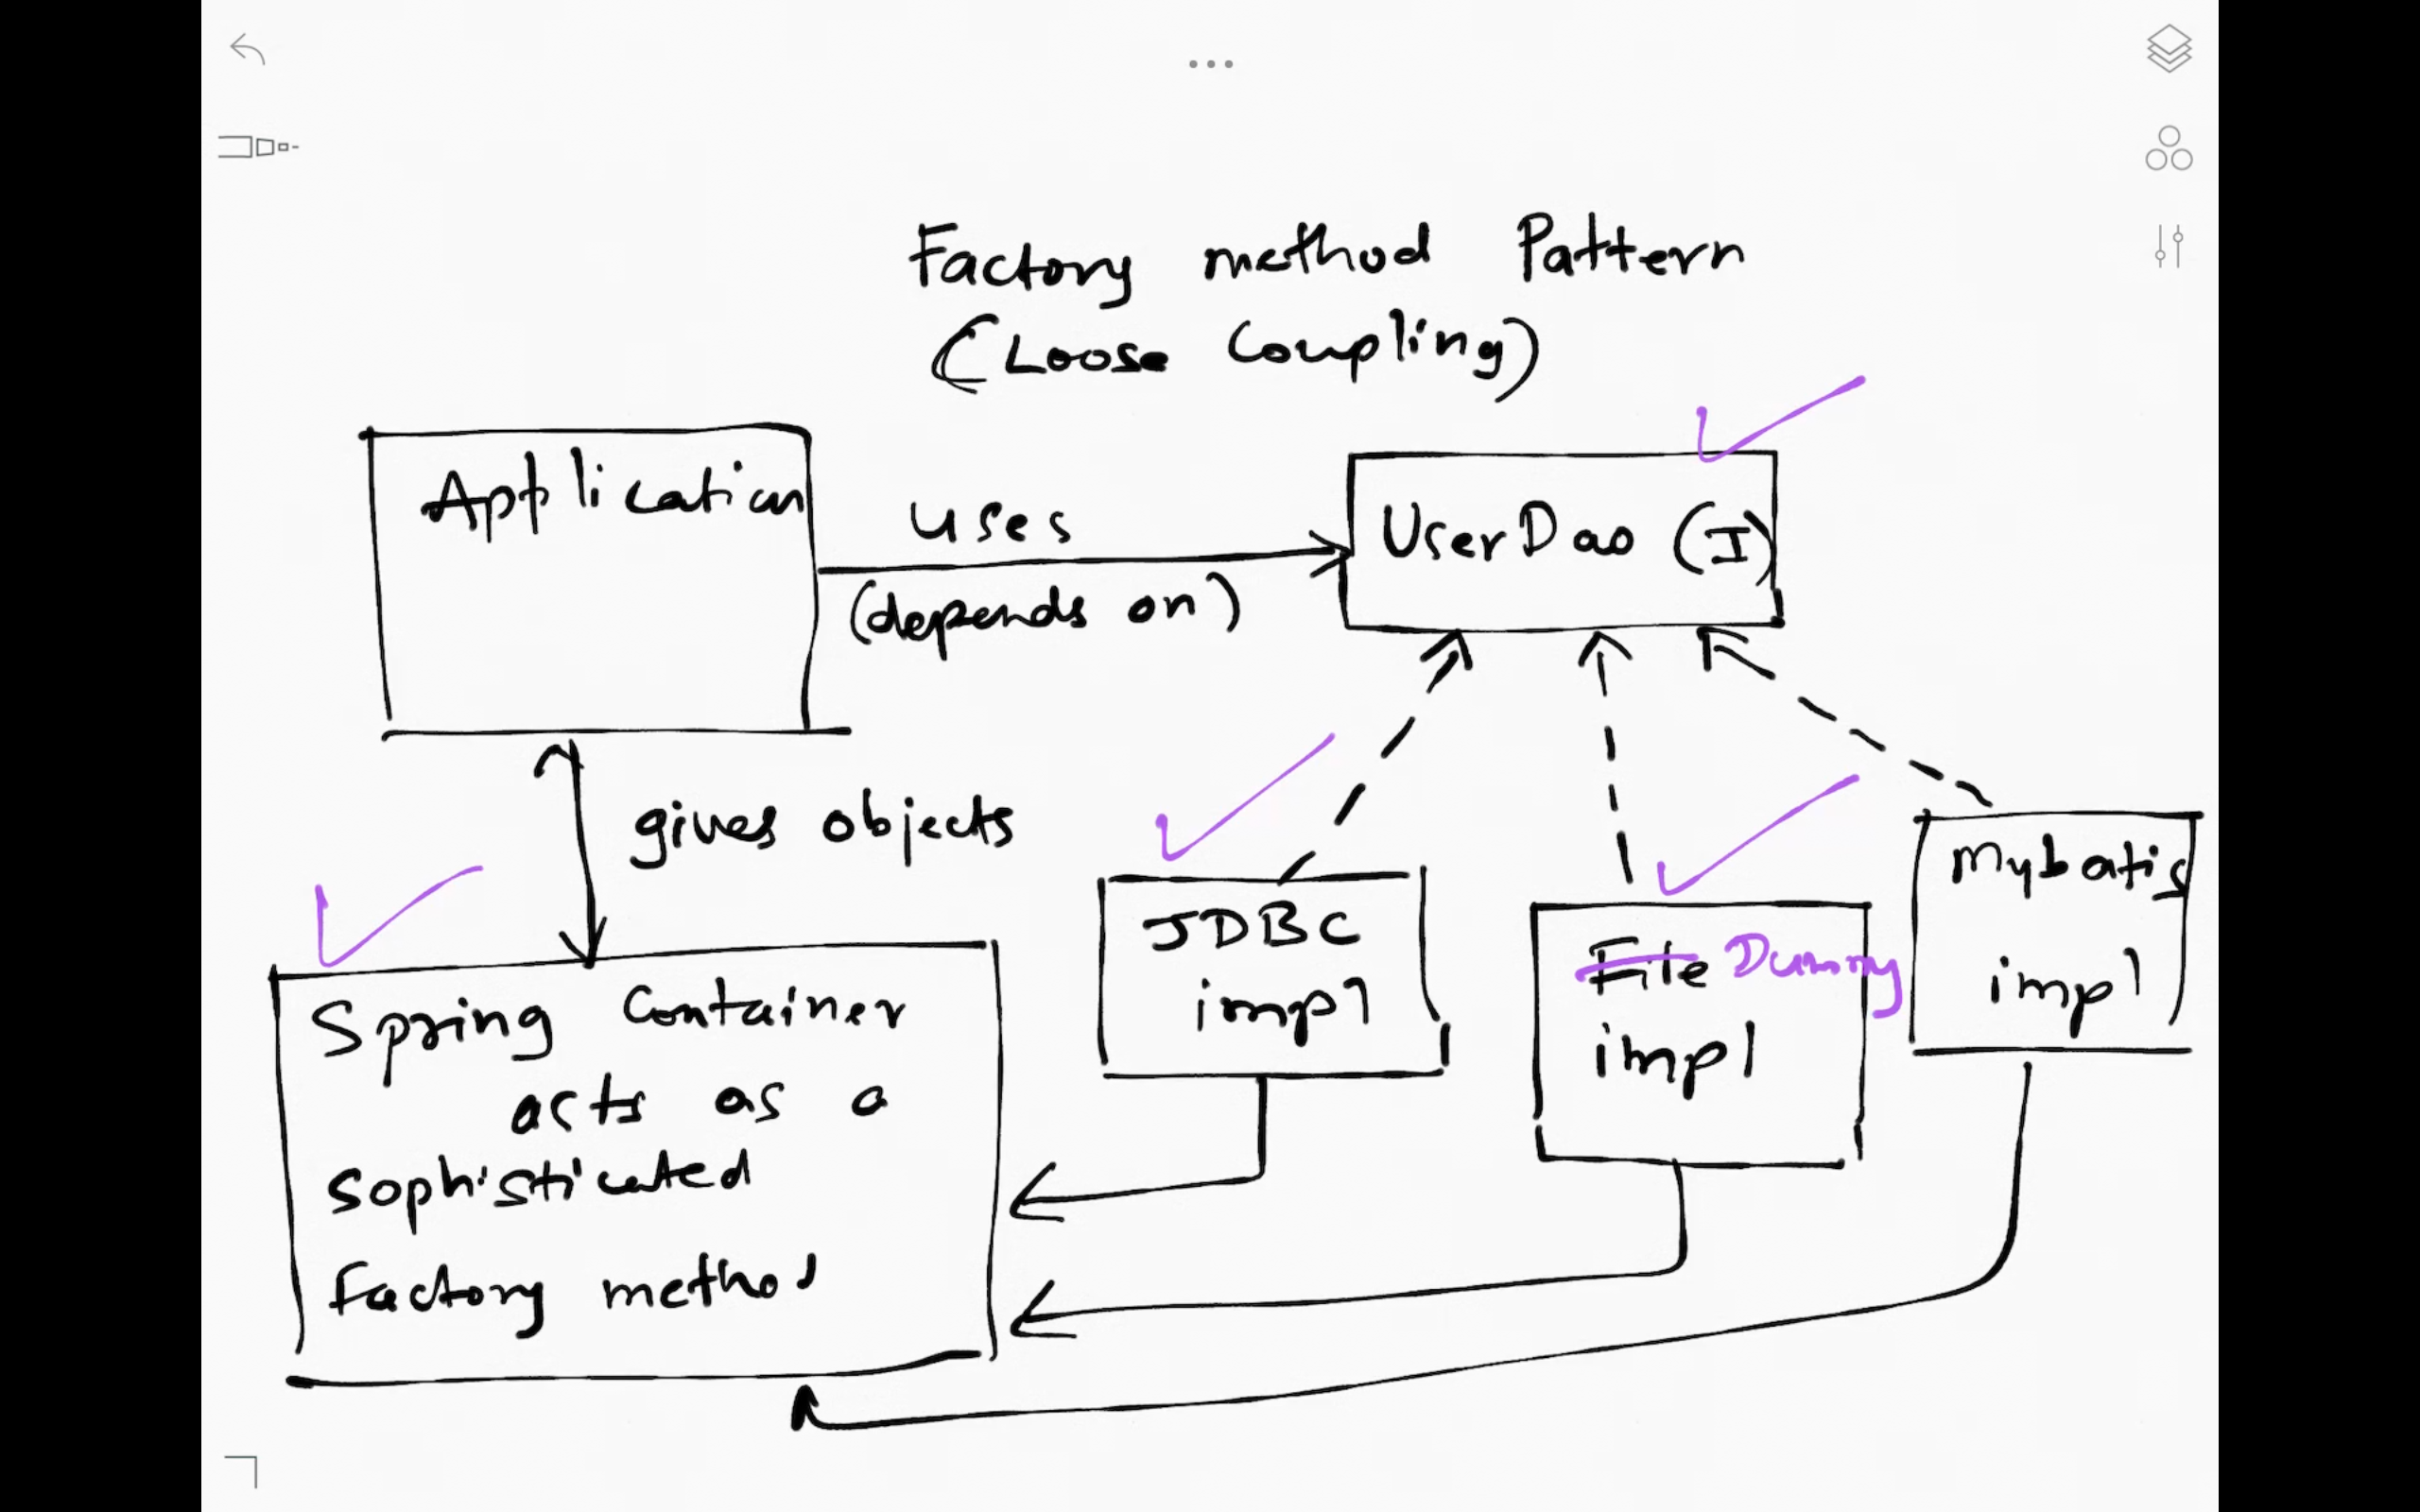 Factory method Pattern
(Loose Coupling)
Application
uses
(depends on)
UserDao (I)
gives objects
JDBC
impl
File Dummy
impl
Mybatis
impl
Spring Container
acts as a
sophisticated
factory method